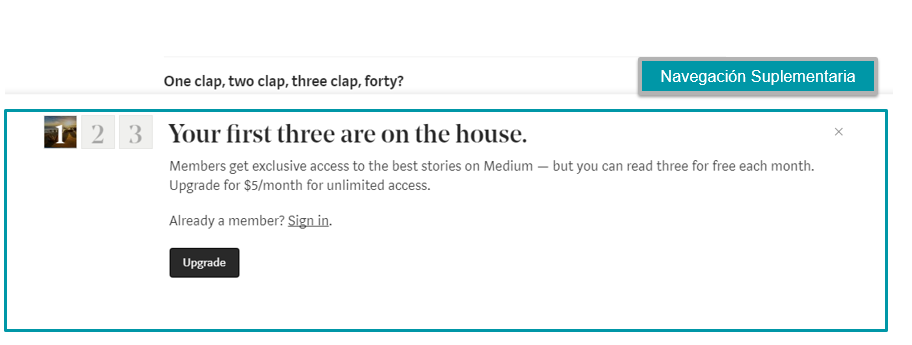 One clap, two clap, three clap, forty?
Navegación Suplementaria
1 2 3
Your first three are on the house.
Members get exclusive access to the best stories on Medium — but you can read three for free each month.
Upgrade for $5/month for unlimited access.
Already a member? Sign in.
Upgrade